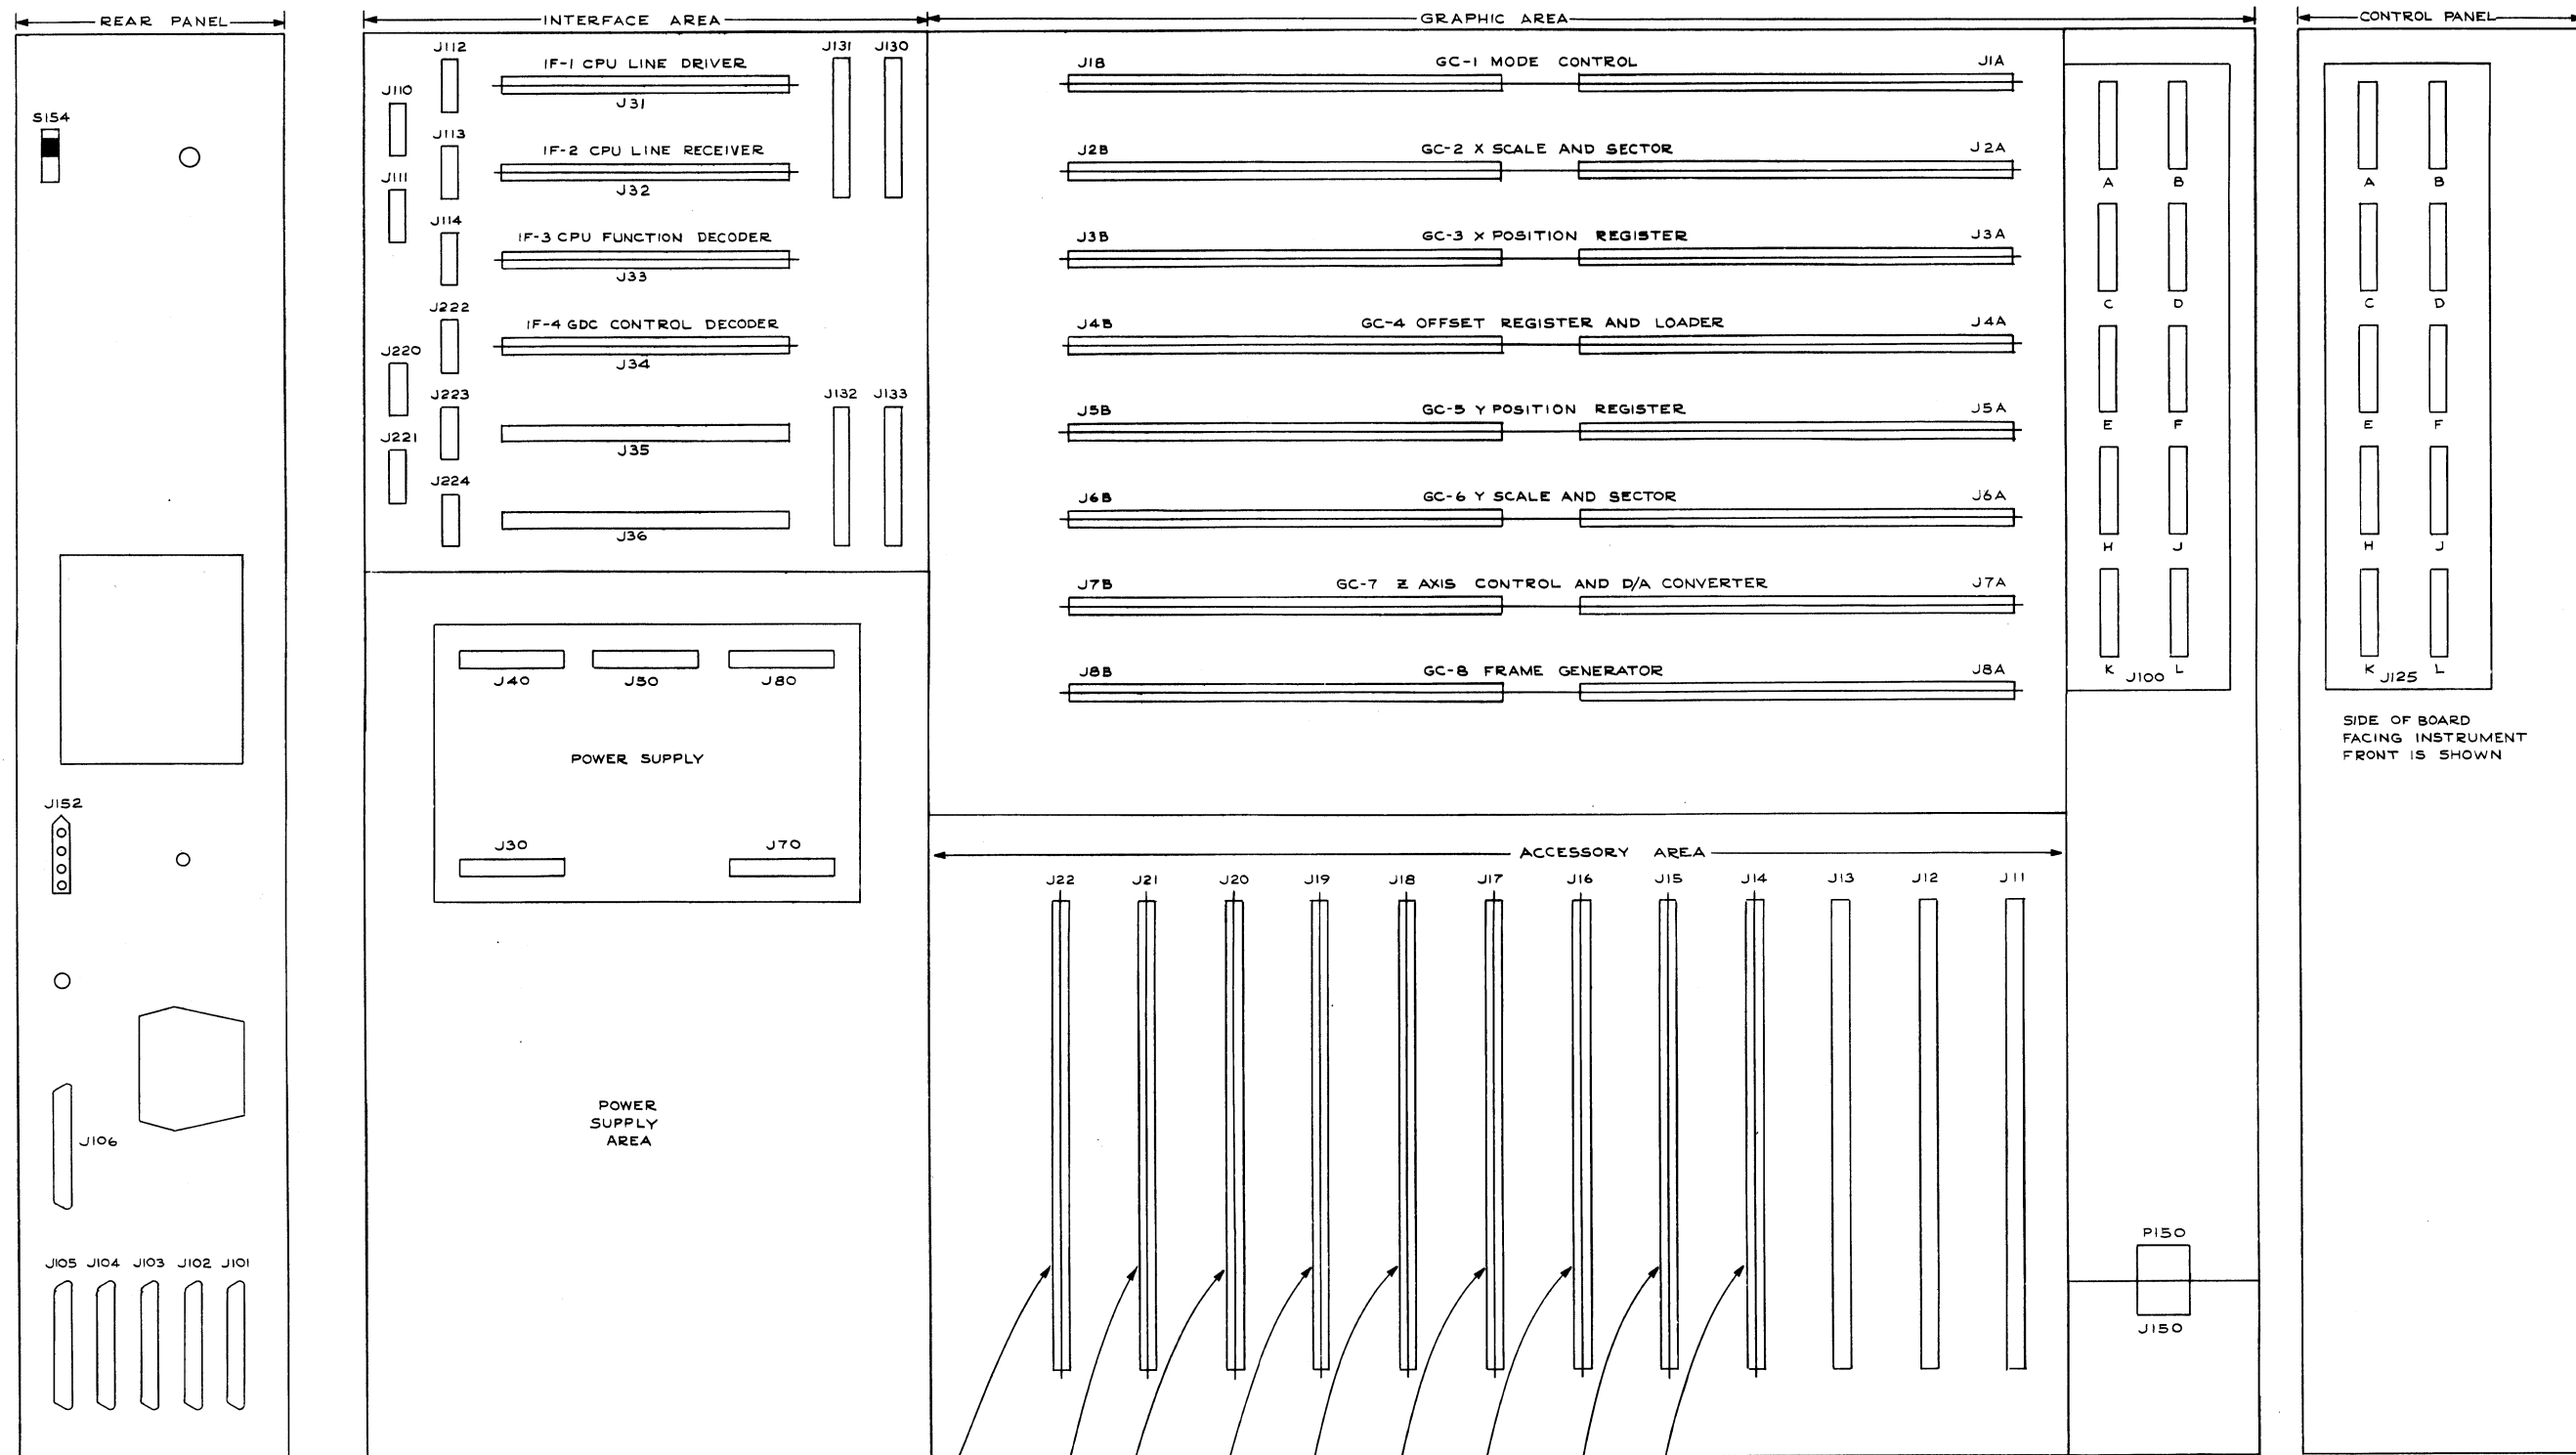 REAR PANEL
S154
J152
J106
J105 J104 J103 J102 J101
INTERFACE AREA
J112
J110
J113
J111
J114
J222
J220
J223
J221
J224
IF-1 CPU LINE DRIVER
J31
IF-2 CPU LINE RECEIVER
J32
IF-3 CPU FUNCTION DECODER
J33
IF-4 GDC CONTROL DECODER
J34
J35
J36
J131 J130
J132 J133
J40 J50 J80
POWER SUPPLY
J30 J70
POWER
SUPPLY
AREA
GRAPHIC AREA
J1B GC-1 MODE CONTROL J1A
J2B GC-2 X SCALE AND SECTOR J2A
J3B GC-3 X POSITION REGISTER J3A
J4B GC-4 OFFSET REGISTER AND LOADER J4A
J5B GC-5 Y POSITION REGISTER J5A
J6B GC-6 Y SCALE AND SECTOR J6A
J7B GC-7 Z AXIS CONTROL AND D/A CONVERTER J7A
J8B GC-8 FRAME GENERATOR J8A
ACCESSORY AREA
J22 J21 J20 J19 J18 J17 J16 J15 J14 J13 J12 J11
A B
C D
E F
H J
K J100 L
P150
J150
CONTROL PANEL
A B
C D
E F
H J
K J125 L
SIDE OF BOARD
FACING INSTRUMENT
FRONT IS SHOWN